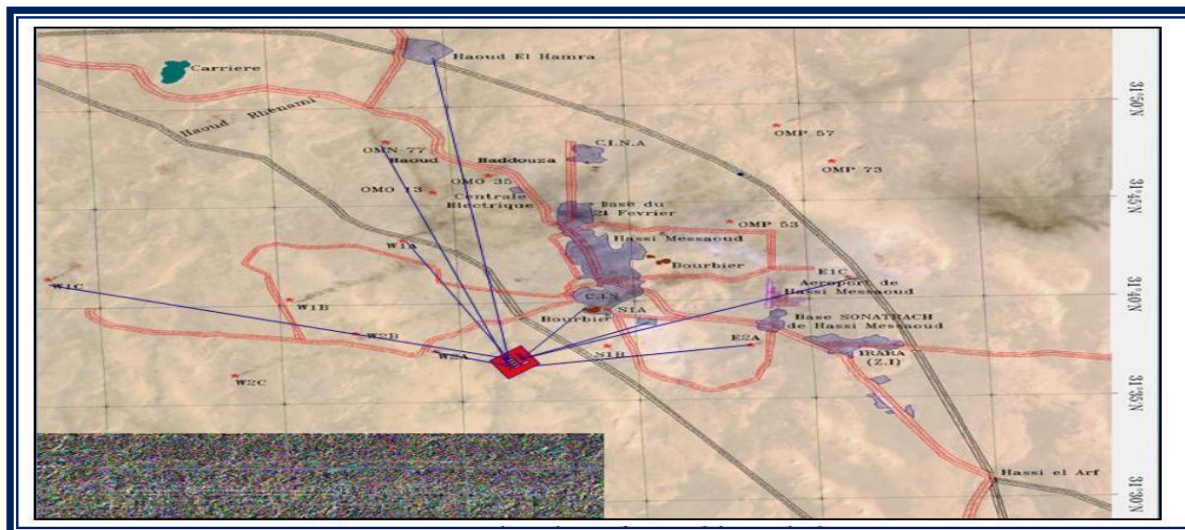 Haoud El Hamra
Carriere
31°50'N
Haoud Rhenami
OMP 57
OMN 77
C.I.N.A
Haoud Haddouza
OMP 73
OMO 35
OMO 13
Centrale
Electrique
31°45'N
Base du
24 Fevrier
OMP 53
W1A
Hassi Messaoud
Bourbier
E1C
W1C
Aeroport de
Hassi Messaoud
31°40'N
C.I.S
W1B
S1A
Bourbier
Base SONATRACH
de Hassi Messaoud
W2B
E2A
W2A
S1B
IRARA
(Z.I)
W2C
31°35'N
Hassi el Arf
31°30'N